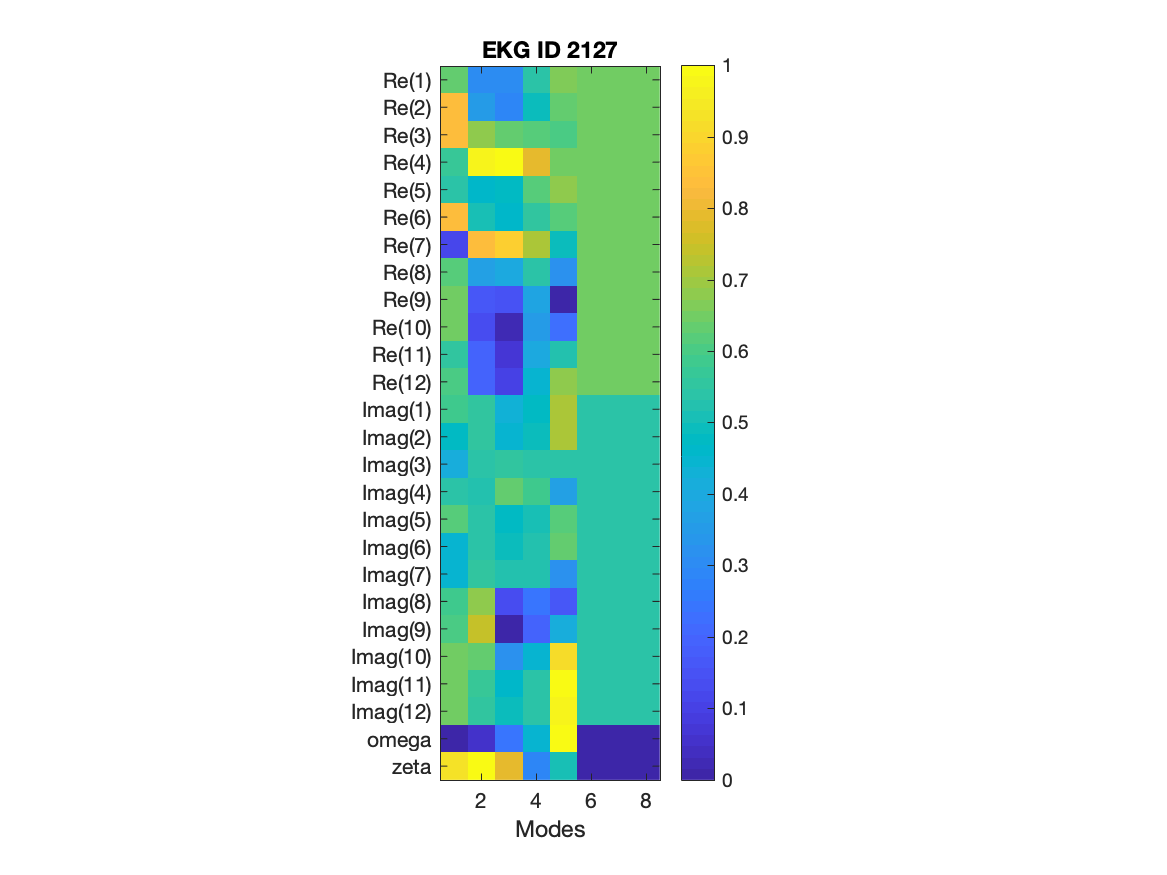 EKG ID 2127
Re(1)
Re(2)
Re(3)
Re(4)
Re(5)
Re(6)
Re(7)
Re(8)
Re(9)
Re(10)
Re(11)
Re(12)
Imag(1)
Imag(2)
Imag(3)
Imag(4)
Imag(5)
Imag(6)
Imag(7)
Imag(8)
Imag(9)
Imag(10)
Imag(11)
Imag(12)
omega
zeta
2 4 6 8
Modes
1
0.9
0.8
0.7
0.6
0.5
0.4
0.3
0.2
0.1
0